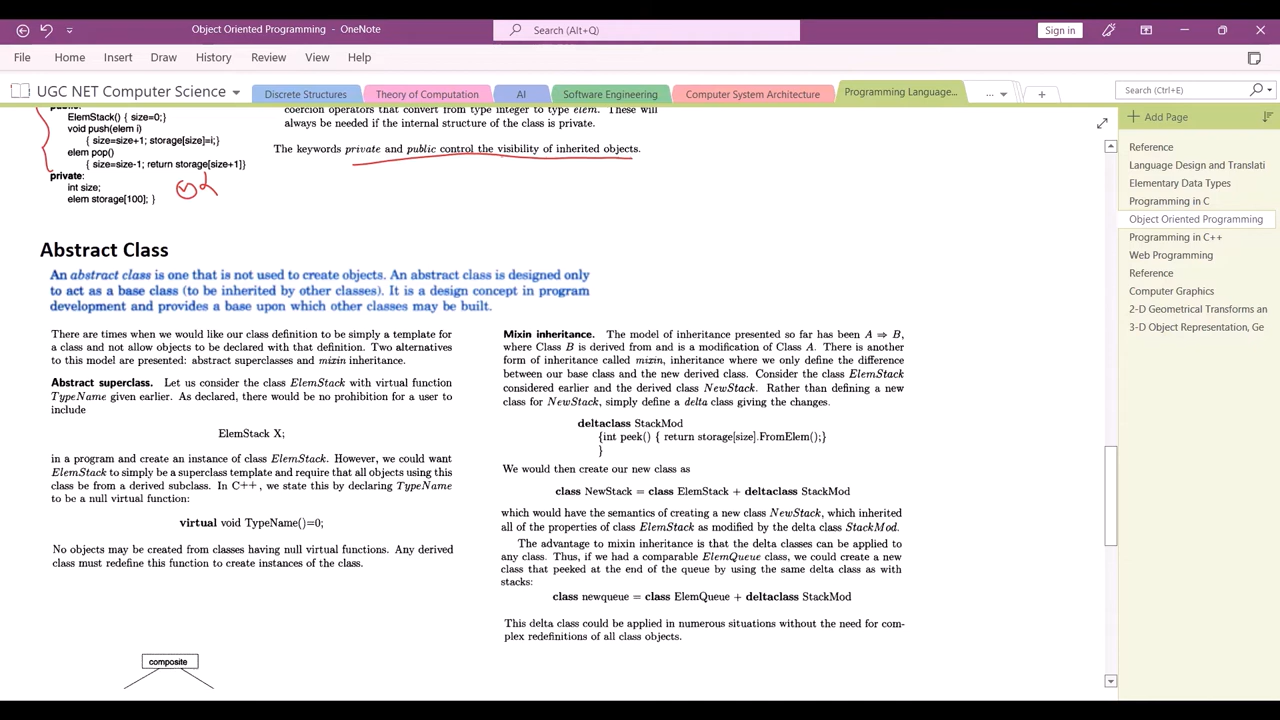 Object Oriented Programming - OneNote
Search (Alt+Q)
Sign in
File Home Insert Draw History Review View Help
UGC NET Computer Science
Discrete Structures Theory of Computation AI Software Engineering Computer System Architecture Programming Language... ... +
Search (Ctrl+E)
Add Page
Reference
Language Design and Translati
Elementary Data Types
Programming in C
Object Oriented Programming
Programming in C++
Web Programming
Reference
Computer Graphics
2-D Geometrical Transforms an
3-D Object Representation, Ge
public:
ElemStack() { size=0;}
void push(elem i)
{ size=size+1; storage[size]=i;}
elem pop()
{ size=size-1; return storage[size+1]}
private:
int size;
elem storage[100]; }
coercion operators that convert from type integer to type elem. These will
always be needed if the internal structure of the class is private.
The keywords private and public control the visibility of inherited objects.
Abstract Class
An abstract class is one that is not used to create objects. An abstract class is designed only
to act as a base class (to be inherited by other classes). It is a design concept in program
development and provides a base upon which other classes may be built.
There are times when we would like our class definition to be simply a template for
a class and not allow objects to be declared with that definition. Two alternatives
to this model are presented: abstract superclasses and mixin inheritance.
Abstract superclass. Let us consider the class ElemStack with virtual function
TypeName given earlier. As declared, there would be no prohibition for a user to
include
ElemStack X;
in a program and create an instance of class ElemStack. However, we could want
ElemStack to simply be a superclass template and require that all objects using this
class be from a derived subclass. In C++, we state this by declaring TypeName
to be a null virtual function:
virtual void TypeName()=0;
No objects may be created from classes having null virtual functions. Any derived
class must redefine this function to create instances of the class.
Mixin inheritance. The model of inheritance presented so far has been A ⇒ B,
where Class B is derived from and is a modification of Class A. There is another
form of inheritance called mixin, inheritance where we only define the difference
between our base class and the new derived class. Consider the class ElemStack
considered earlier and the derived class NewStack. Rather than defining a new
class for NewStack, simply define a delta class giving the changes.
deltaclass StackMod
{int peek() { return storage[size].FromElem();}
}
We would then create our new class as
class NewStack = class ElemStack + deltaclass StackMod
which would have the semantics of creating a new class NewStack, which inherited
all of the properties of class ElemStack as modified by the delta class StackMod.
The advantage to mixin inheritance is that the delta classes can be applied to
any class. Thus, if we had a comparable ElemQueue class, we could create a new
class that peeked at the end of the queue by using the same delta class as with
stacks:
class newqueue = class ElemQueue + deltaclass StackMod
This delta class could be applied in numerous situations without the need for com-
plex redefinitions of all class objects.
composite